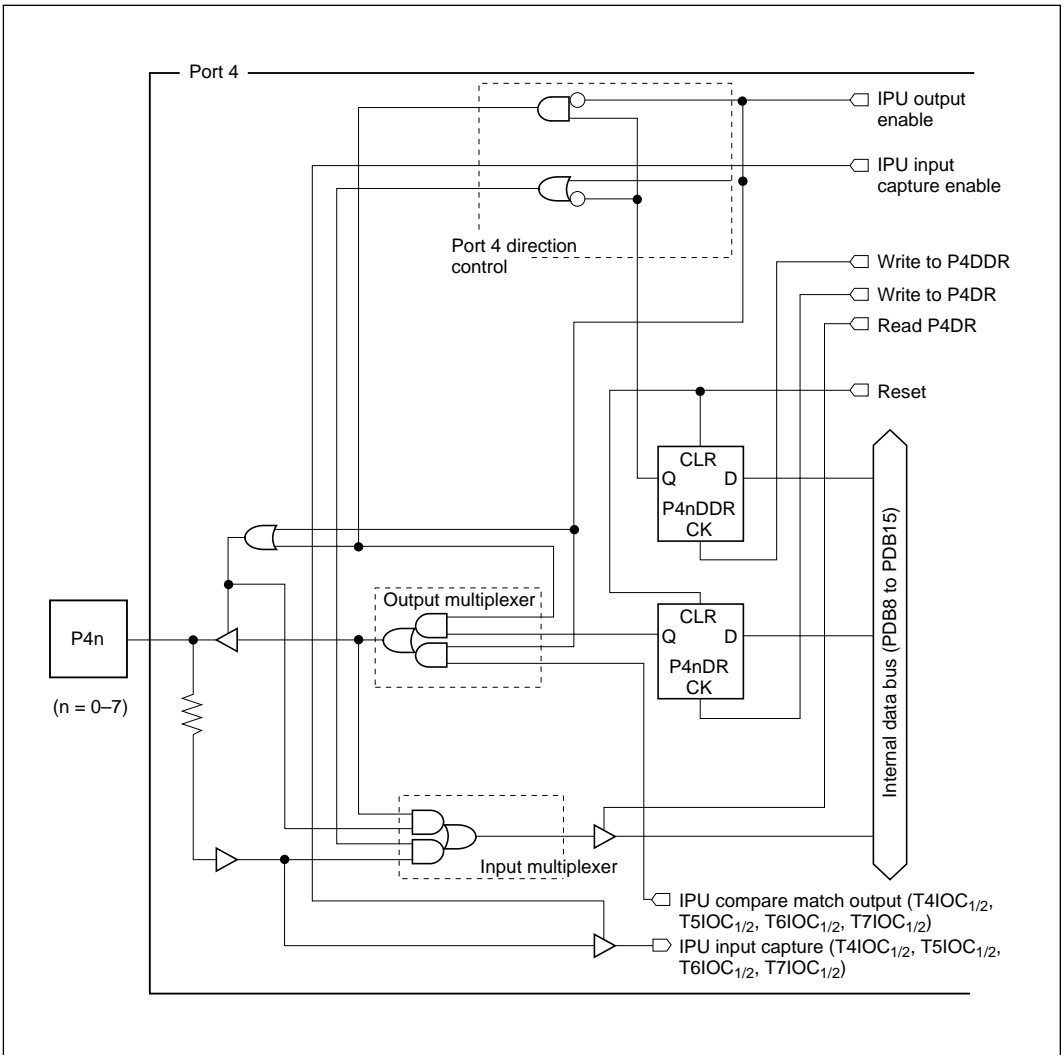 Port 4
IPU output
enable
IPU input
capture enable
Port 4 direction
control
Write to P4DDR
Write to P4DR
Read P4DR
Reset
CLR
Q D
P4nDDR
CK
Output multiplexer
CLR
Q D
P4nDR
CK
P4n
(n = 0–7)
Internal data bus (PDB8 to PDB15)
Input multiplexer
IPU compare match output (T4IOC1/2,
T5IOC1/2, T6IOC1/2, T7IOC1/2)
IPU input capture (T4IOC1/2, T5IOC1/2,
T6IOC1/2, T7IOC1/2)